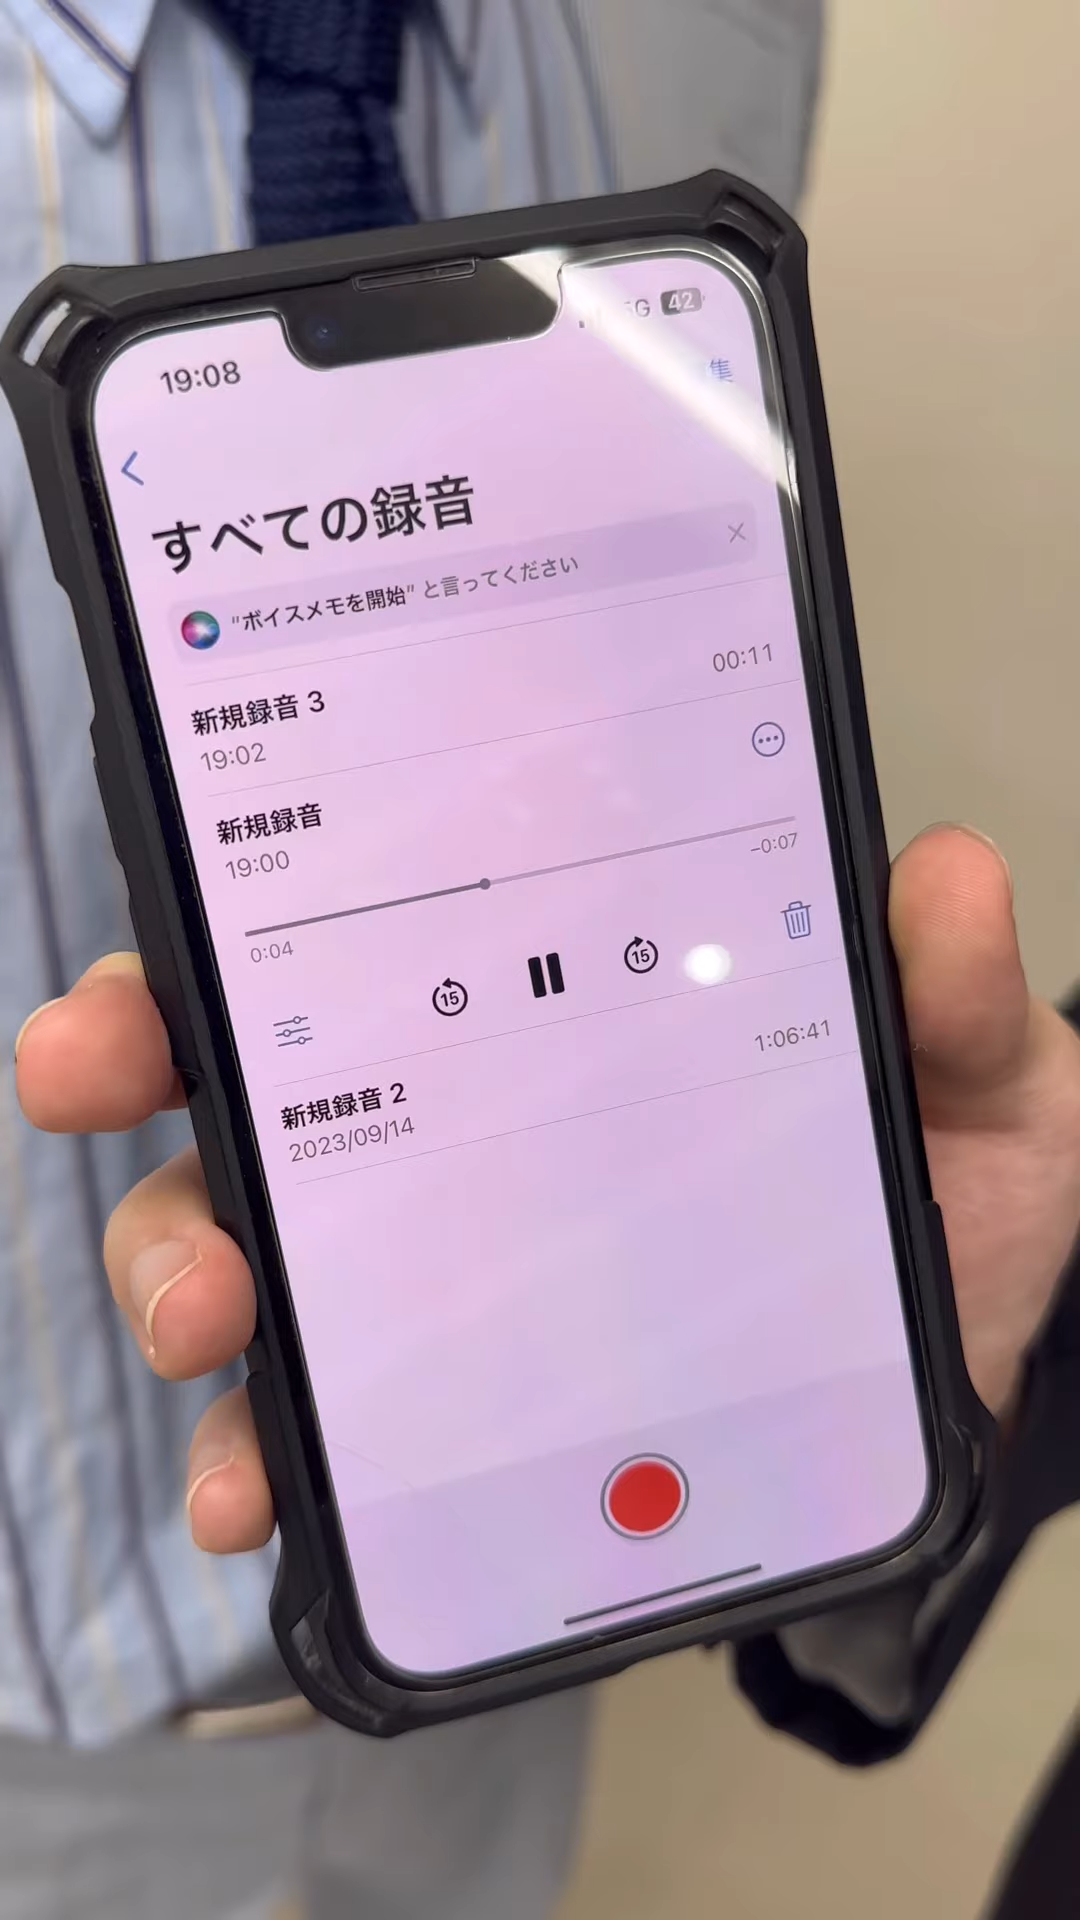 19:08
5G 42
集
すべての録音
"ボイスメモを開始" と言ってください
新規録音 3
19:02
00:11
新規録音
19:00
0:04
-0:07
15
15
新規録音 2
2023/09/14
1:06:41